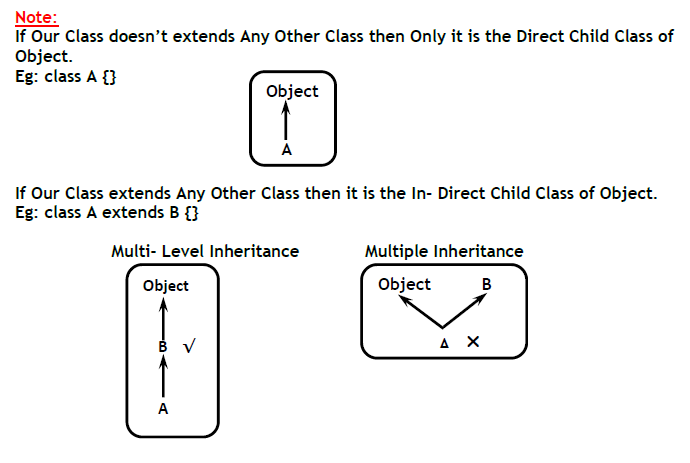 Note:
If Our Class doesn’t extends Any Other Class then Only it is the Direct Child Class of
Object.
Eg: class A {}
Object
A
If Our Class extends Any Other Class then it is the In- Direct Child Class of Object.
Eg: class A extends B {}
Multi- Level Inheritance
Object
B √
A
Multiple Inheritance
Object B
A X